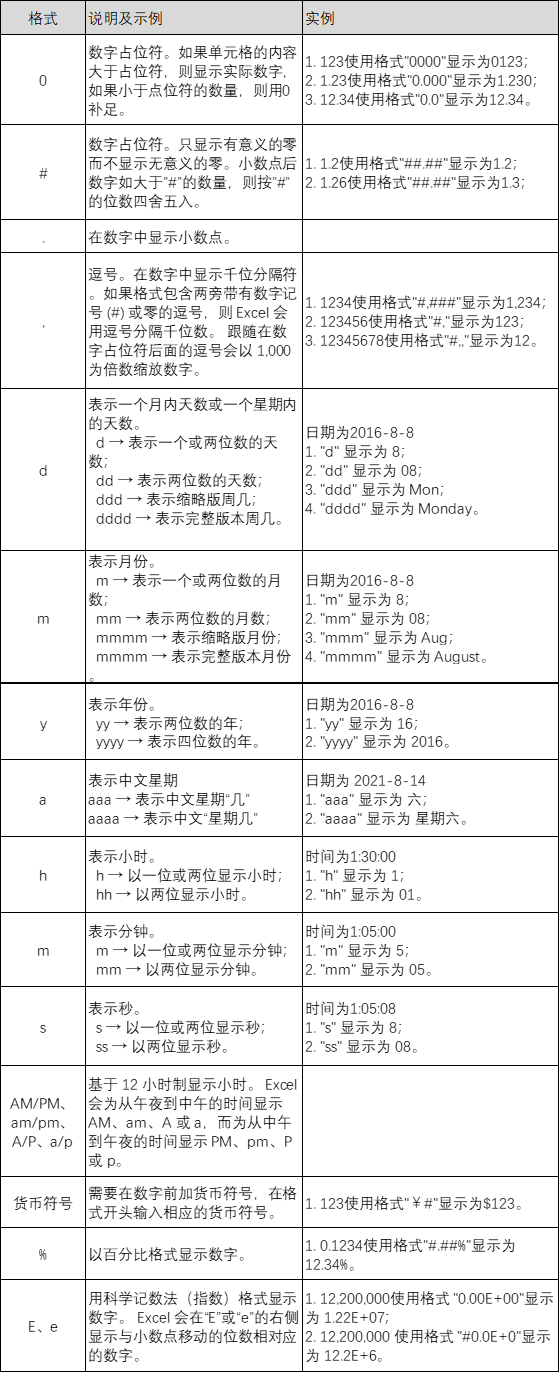 格式 说明及示例 实例
0
数字占位符。如果单元格的内容
大于占位符，则显示实际数字，
如果小于点位符的数量，则用0
补足。
1. 123使用格式"0000"显示为0123；
2. 1.23使用格式"0.000"显示为1.230；
3. 12.34使用格式"0.0"显示为12.34。
#
数字占位符。只显示有意义的零
而不显示无意义的零。小数点后
数字如大于"#"的数量，则按"#"
的位数四舍五入。
1. 1.2使用格式"##.##"显示为1.2；
2. 1.26使用格式"##.##"显示为1.3；
.
在数字中显示小数点。
,
逗号。在数字中显示千位分隔符
。如果格式包含两旁带有数字记
号 (#) 或零的逗号，则 Excel 会
用逗号分隔千位数。 跟随在数
字占位符后面的逗号会以 1,000
为倍数缩放数字。
1. 1234使用格式"#,###"显示为1,234；
2. 123456使用格式"#,"显示为123；
3. 12345678使用格式"#,,"显示为12。
d
表示一个月内天数或一个星期内
的天数。
d → 表示一个或两位数的天
数；
dd → 表示两位数的天数；
ddd → 表示缩略版周几；
dddd → 表示完整版本周几。
日期为2016-8-8
1. "d" 显示为 8；
2. "dd" 显示为 08；
3. "ddd" 显示为 Mon；
4. "dddd" 显示为 Monday。
m
表示月份。
m → 表示一个或两位数的月
数；
mm → 表示两位数的月数；
mmmm → 表示缩略版月份；
mmmm → 表示完整版本月份
。
日期为2016-8-8
1. "m" 显示为 8；
2. "mm" 显示为 08；
3. "mmm" 显示为 Aug；
4. "mmmm" 显示为 August。
y
表示年份。
yy → 表示两位数的年；
yyyy → 表示四位数的年。
日期为2016-8-8
1. "yy" 显示为 16；
2. "yyyy" 显示为 2016。
a
表示中文星期
aaa → 表示中文星期“几”
aaaa → 表示中文“星期几”
日期为 2021-8-14
1. "aaa" 显示为 六；
2. "aaaa" 显示为 星期六。
h
表示小时。
h → 以一位或两位显示小时；
hh → 以两位显示小时。
时间为1:30:00
1. "h" 显示为 1；
2. "hh" 显示为 01。
m
表示分钟。
m → 以一位或两位显示分钟；
mm → 以两位显示分钟。
时间为1:05:00
1. "m" 显示为 5；
2. "mm" 显示为 05。
s
表示秒。
s → 以一位或两位显示秒；
ss → 以两位显示秒。
时间为1:05:08
1. "s" 显示为 8；
2. "ss" 显示为 08。
AM/PM、
am/pm、
A/P、a/p
基于 12 小时制显示小时。 Excel
会为从午夜到中午的时间显示
AM、am、A 或 a，而为从中午
到午夜的时间显示 PM、pm、P
或 p。
货币符号
需要在数字前加货币符号，在格
式开头输入相应的货币符号。
1. 123使用格式"￥#"显示为$123。
%
以百分比格式显示数字。
1. 0.1234使用格式"#.##%"显示为
12.34%。
E、e
用科学记数法（指数）格式显示
数字。 Excel 会在“E”或“e”的右侧
显示与小数点移动的位数相对应
的数字。
1. 12,200,000使用格式 "0.00E+00"显示
为 1.22E+07；
2. 12,200,000 使用格式 "#0.0E+0"显示
为 12.2E+6。